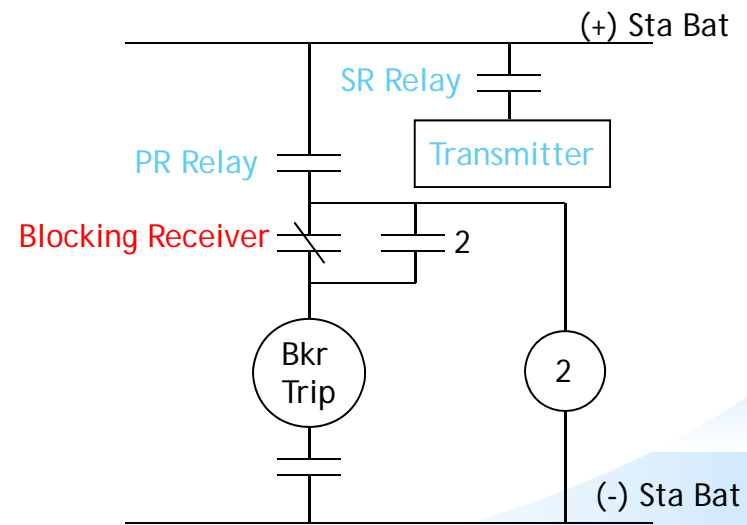 (+) Sta Bat
SR Relay
Transmitter
PR Relay
Blocking Receiver
2
Bkr
Trip
2
(-) Sta Bat